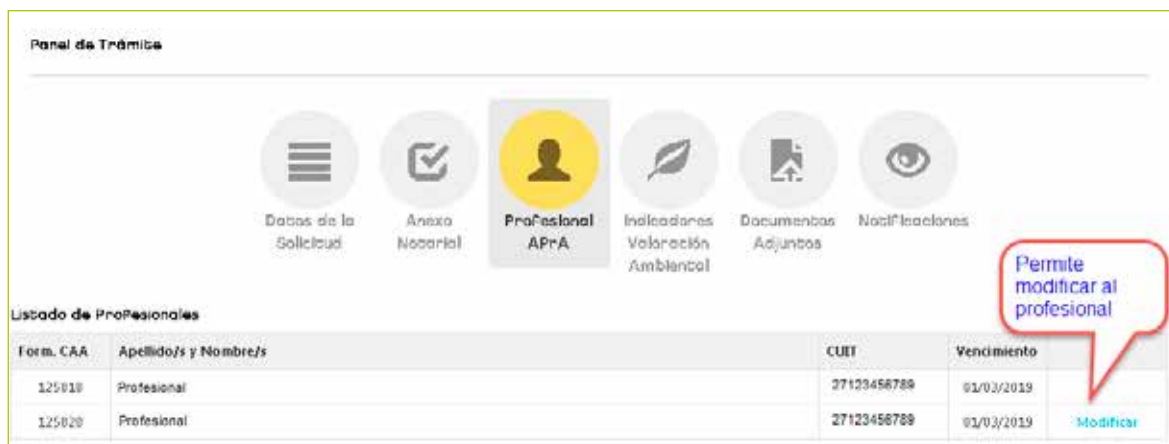 Panel de Trámite
Datos de la Solicitud
Anexo Notarial
Profesional APrA
Indicadores Valoración Ambiental
Documentos Adjuntos
Notificaciones
Permite
modificar al
profesional
Listado de Profesionales
Form. CAA Apellido/s y Nombre/s CUIT Vencimiento
125018 Profesional 27123456789 01/03/2019
125020 Profesional 27123456789 01/03/2019 Modificar